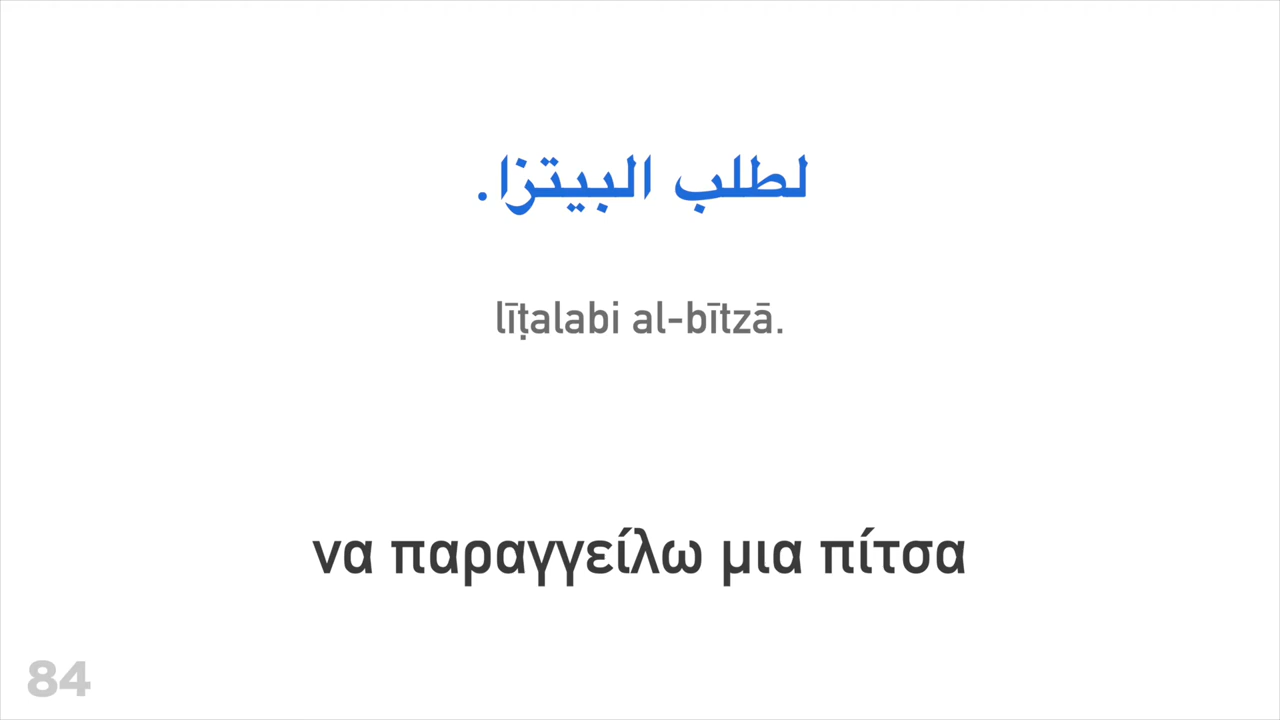 لطلب البيتزا.
līṭalabi al-bītzā.
να παραγγείλω μια πίτσα
84